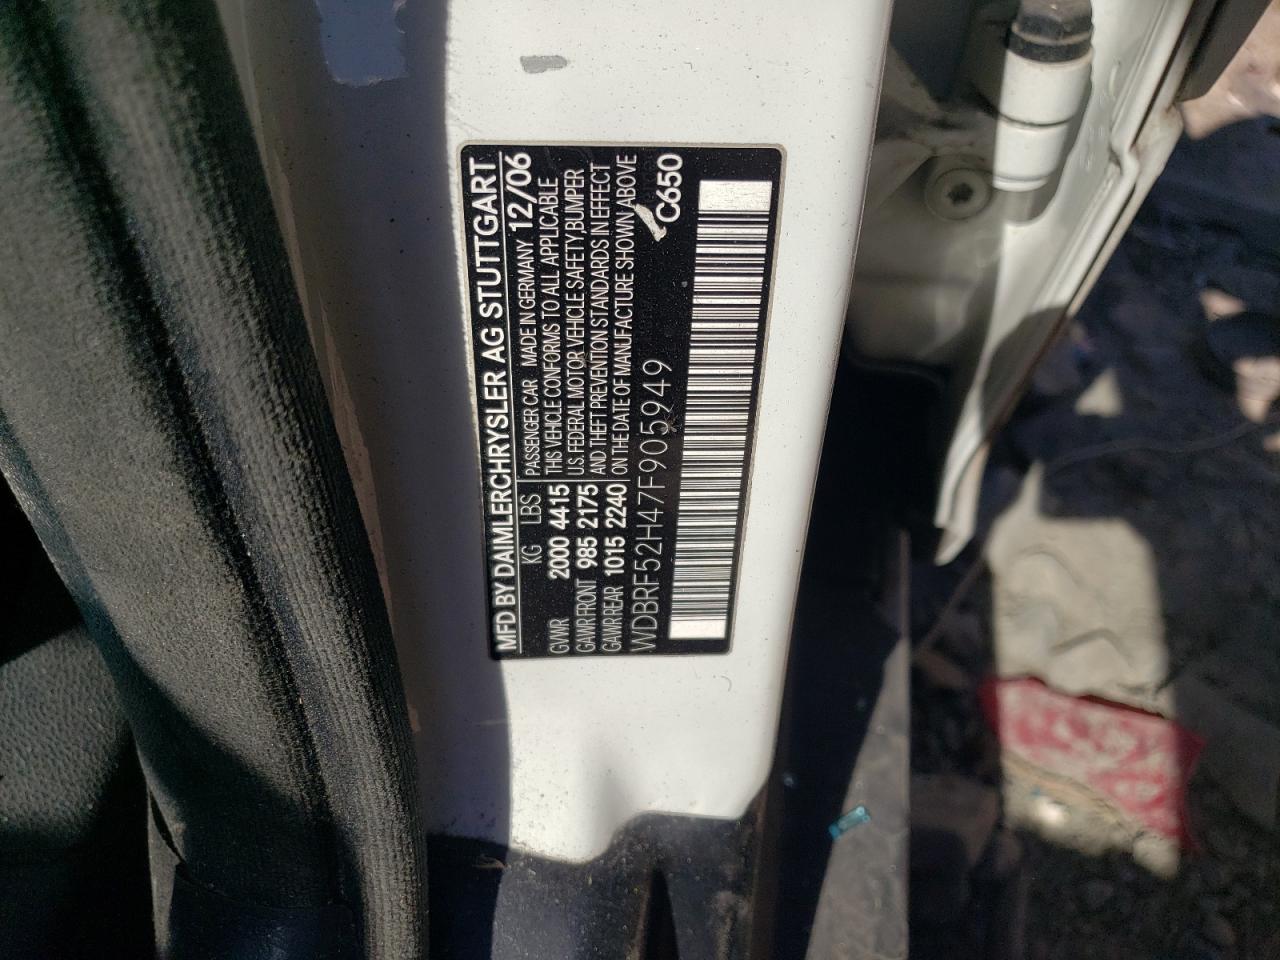 MFD BY DAIMLERCHRYSLER AG STUTTGART
KG LBS PASSENGER CAR MADE IN GERMANY 12/06
GVWR 2000 4415 THIS VEHICLE CONFORMS TO ALL APPLICABLE
GAWR FRONT 985 2175 U.S. FEDERAL MOTOR VEHICLE SAFETY,BUMPER
GAWR REAR 1015 2240 AND THEFT PREVENTION STANDARDS IN EFFECT
ON THE DATE OF MANUFACTURE SHOWN ABOVE
WDBRF52H47F905949 C650